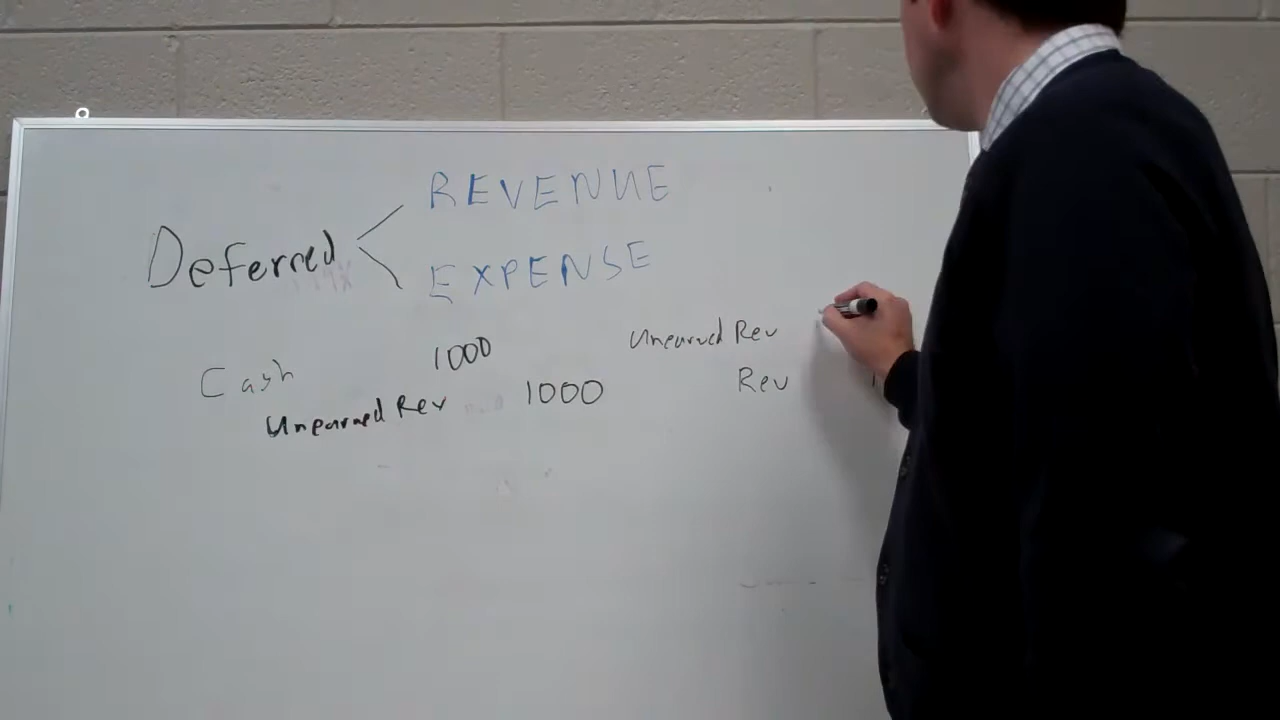 REVENUE
Deferred
EXPENSE
Cash 1000
Unearned Rev 1000
Unearned Rev
Rev